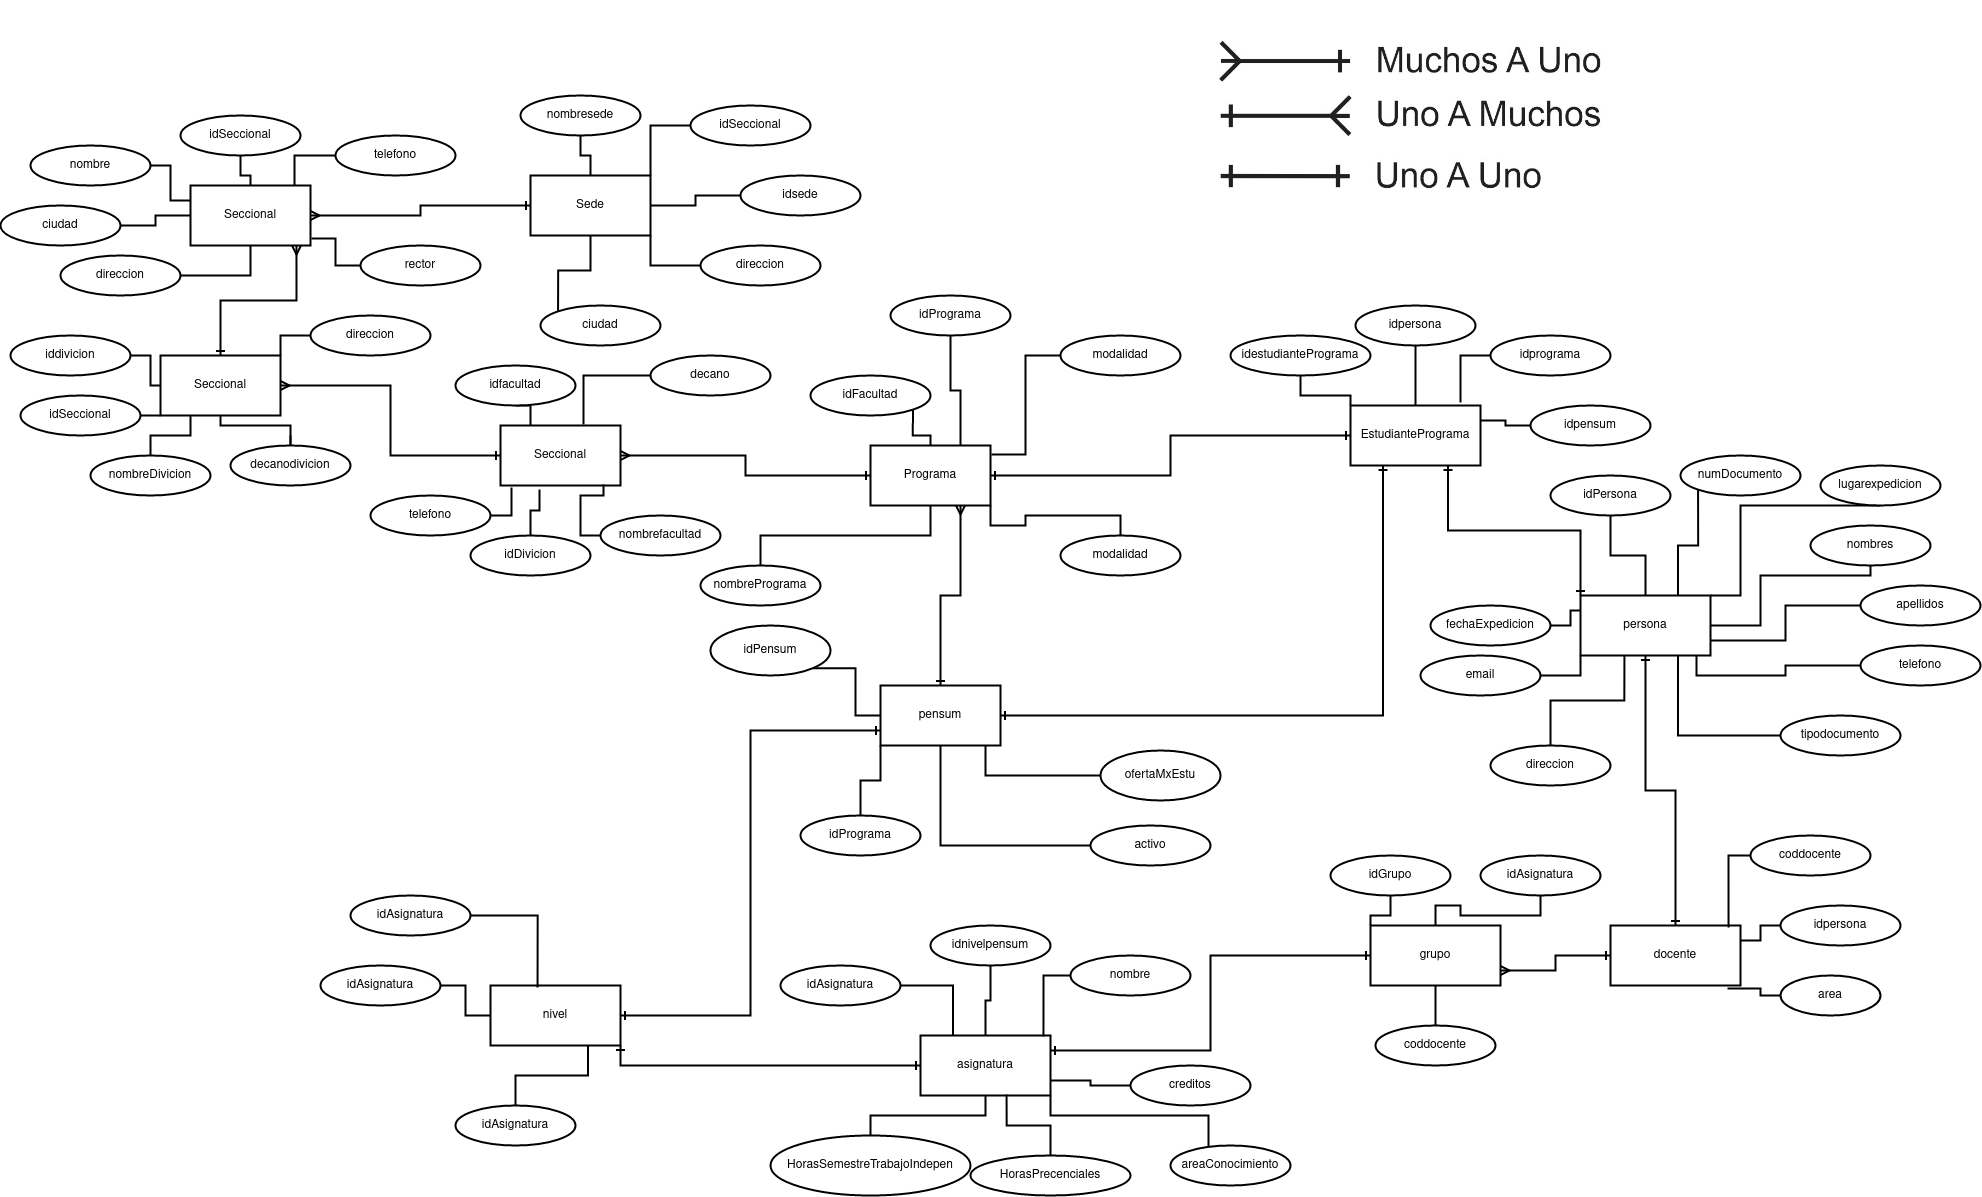 Muchos A Uno
Uno A Muchos
Uno A Uno
nombresede
idSeccional
idSeccional
telefono
nombre
Seccional
Sede
idsede
ciudad
direccion
rector
direccion
ciudad
idPrograma
idpersona
direccion
iddivicion
modalidad
idestudiantePrograma
idprograma
Seccional
idfacultad
decano
idFacultad
idSeccional
idpensum
EstudiantePrograma
Seccional
Programa
nombreDivicion
decanodivicion
numDocumento
lugarexpedicion
idPersona
telefono
nombrefacultad
idDivicion
modalidad
nombres
nombrePrograma
apellidos
fechaExpedicion
persona
idPensum
telefono
email
pensum
tipodocumento
direccion
ofertaMxEstu
idPrograma
activo
coddocente
idGrupo
idAsignatura
idAsignatura
idpersona
idnivelpensum
grupo
docente
nombre
idAsignatura
idAsignatura
area
nivel
coddocente
asignatura
creditos
idAsignatura
HorasSemestreTrabajoIndepen
HorasPrecenciales
areaConocimiento